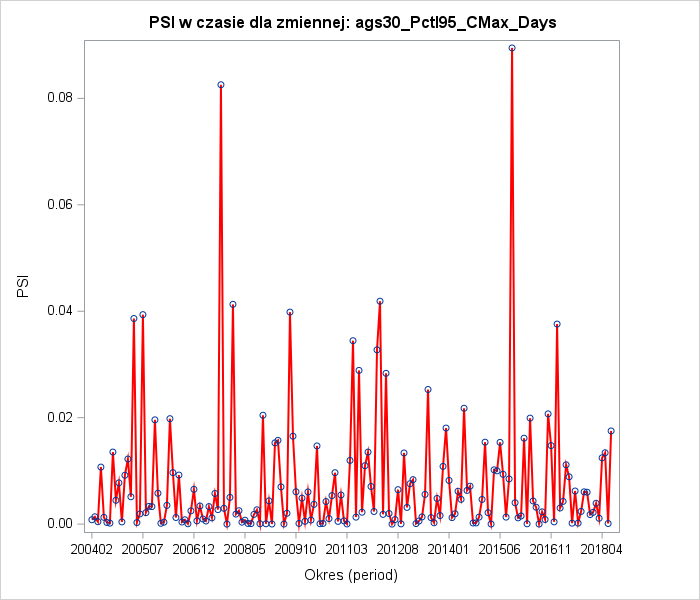 PSI w czasie dla zmiennej: ags30_Pctl95_CMax_Days
0.08
0.06
0.04
0.02
0.00
PSI
200402 200507 200612 200805 200910 201103 201208 201401 201506 201611 201804
Okres (period)